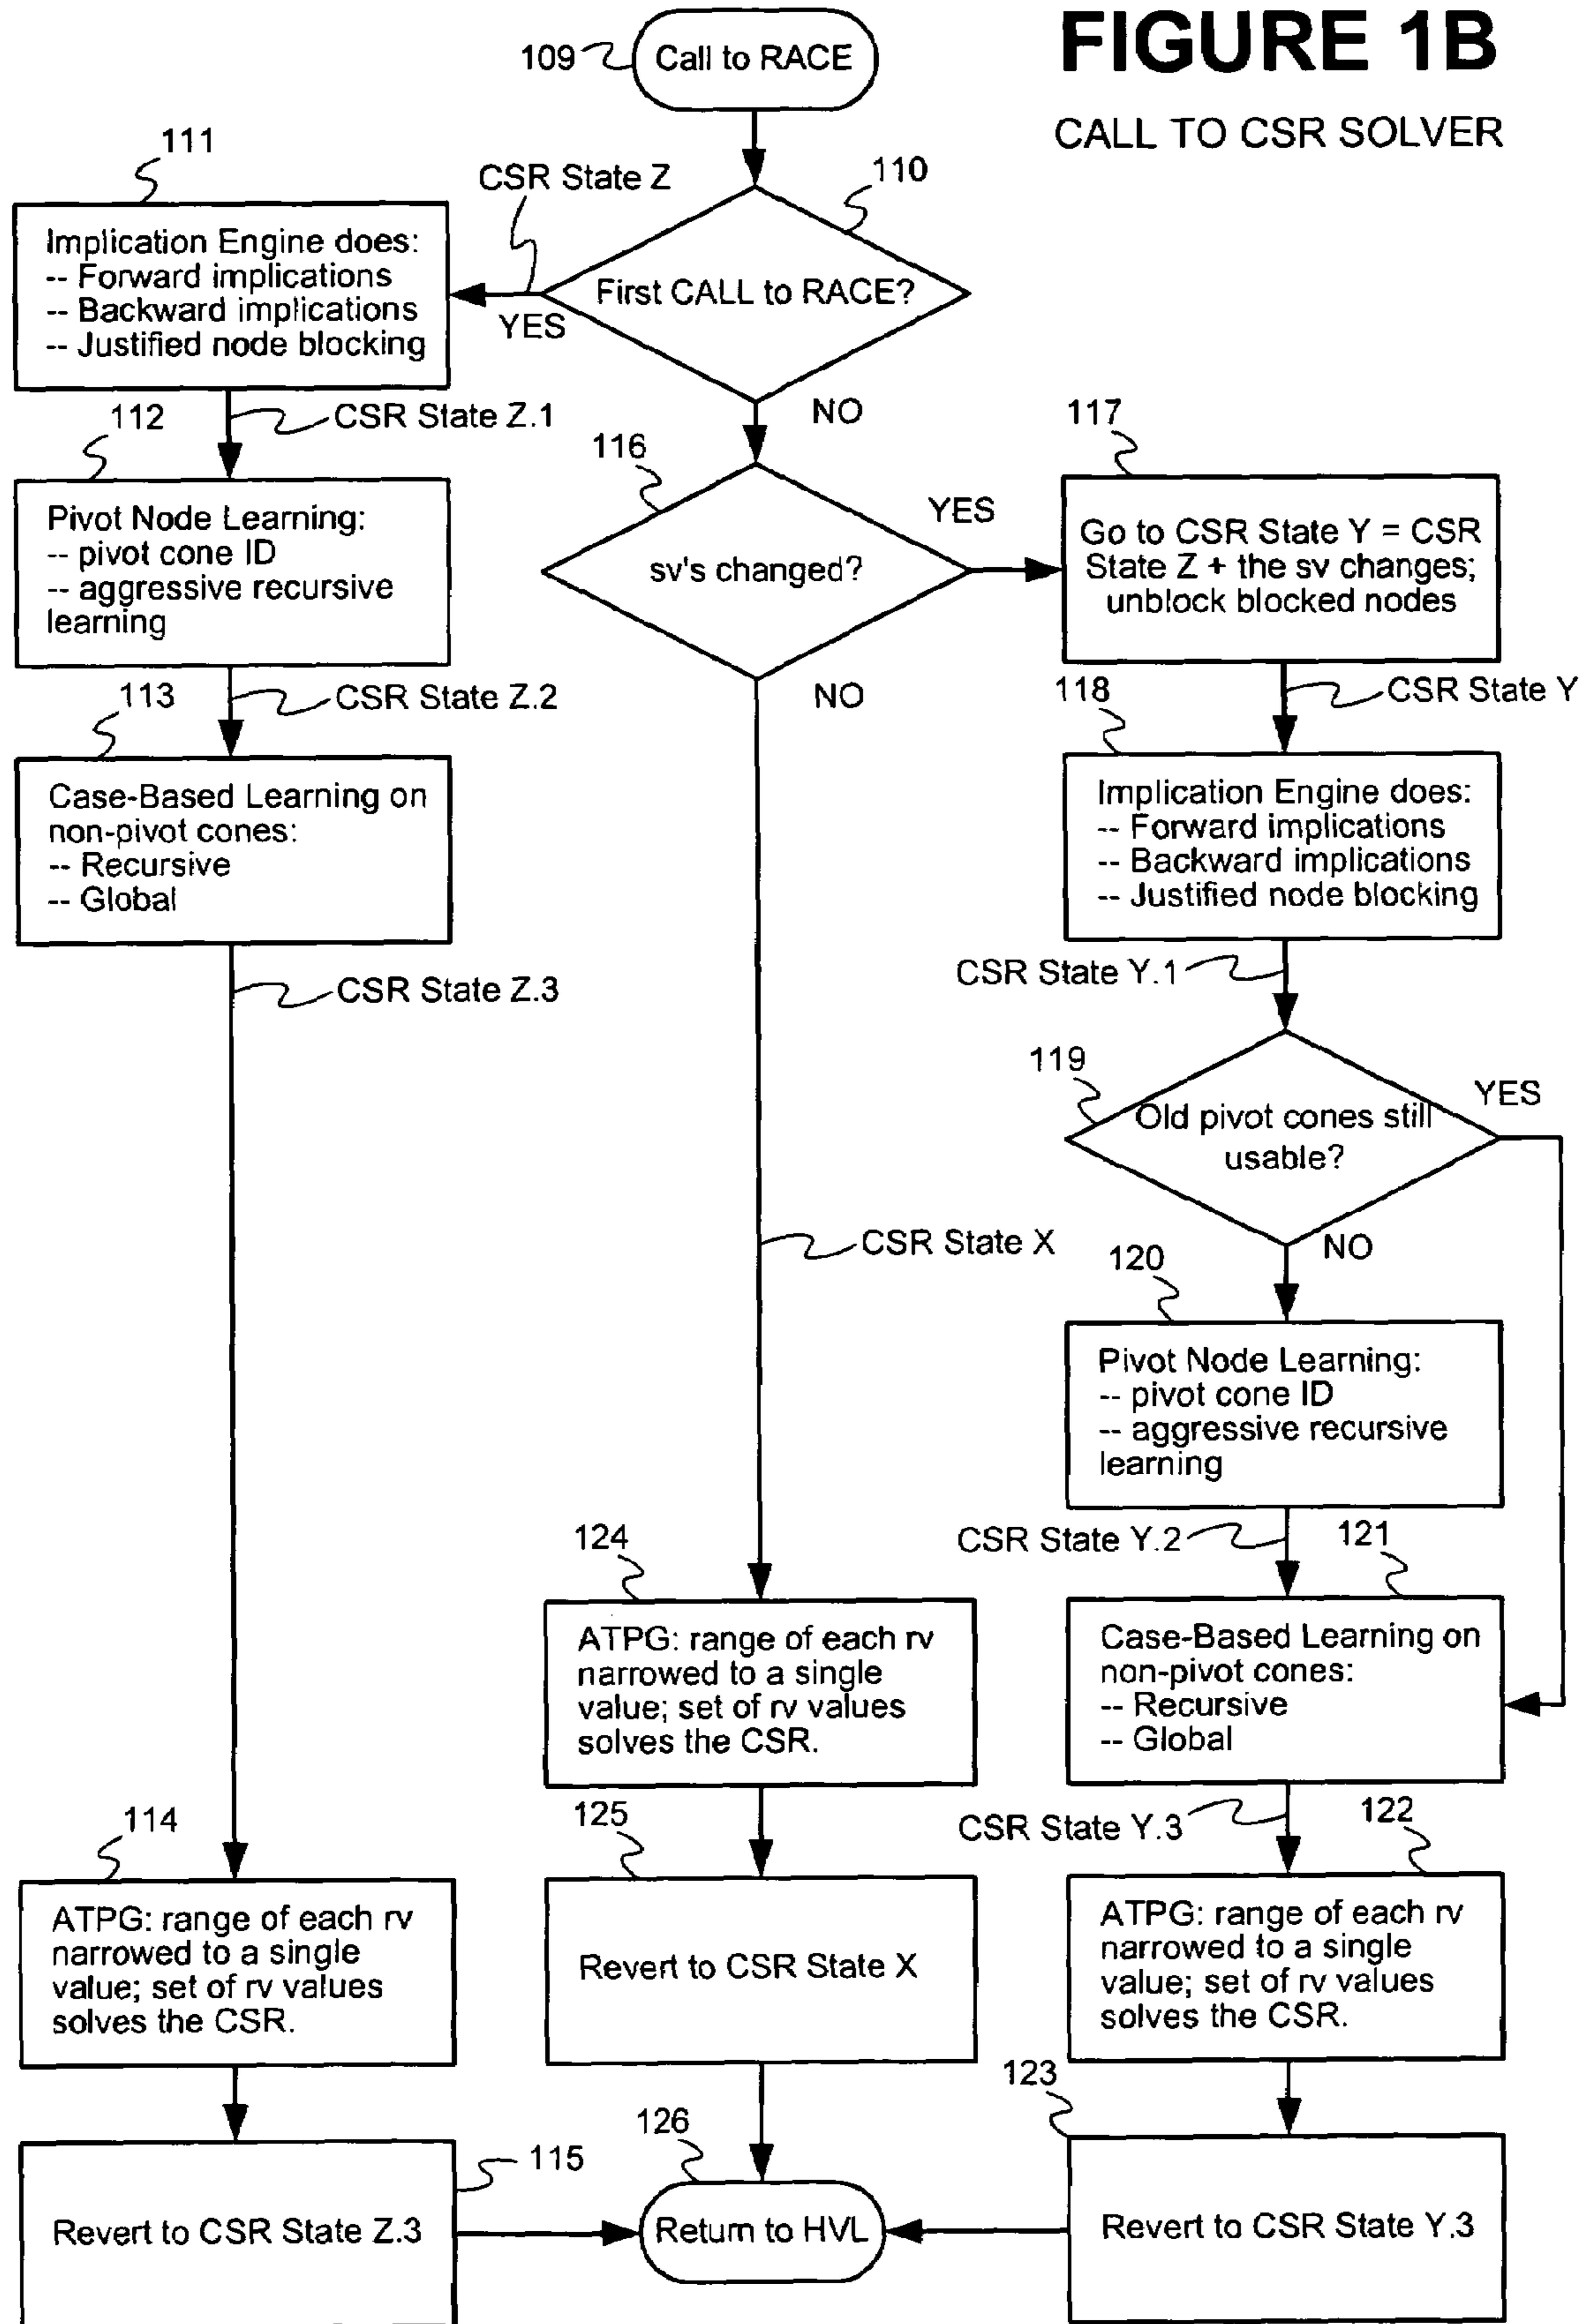 FIGURE 1B
CALL TO CSR SOLVER
109
Call to RACE
110
First CALL to RACE?
CSR State Z
YES
NO
111
Implication Engine does:
-- Forward implications
-- Backward implications
-- Justified node blocking
CSR State Z.1
112
Pivot Node Learning:
-- pivot cone ID
-- aggressive recursive
learning
CSR State Z.2
113
Case-Based Learning on
non-pivot cones:
-- Recursive
-- Global
CSR State Z.3
114
ATPG: range of each rv
narrowed to a single
value; set of rv values
solves the CSR.
115
Revert to CSR State Z.3
116
sv's changed?
YES
NO
CSR State X
124
ATPG: range of each rv
narrowed to a single
value; set of rv values
solves the CSR.
125
Revert to CSR State X
126
Return to HVL
117
Go to CSR State Y = CSR
State Z + the sv changes;
unblock blocked nodes
CSR State Y
118
Implication Engine does:
-- Forward implications
-- Backward implications
-- Justified node blocking
CSR State Y.1
119
Old pivot cones still
usable?
YES
NO
120
Pivot Node Learning:
-- pivot cone ID
-- aggressive recursive
learning
CSR State Y.2
121
Case-Based Learning on
non-pivot cones:
-- Recursive
-- Global
CSR State Y.3
122
ATPG: range of each rv
narrowed to a single
value; set of rv values
solves the CSR.
123
Revert to CSR State Y.3